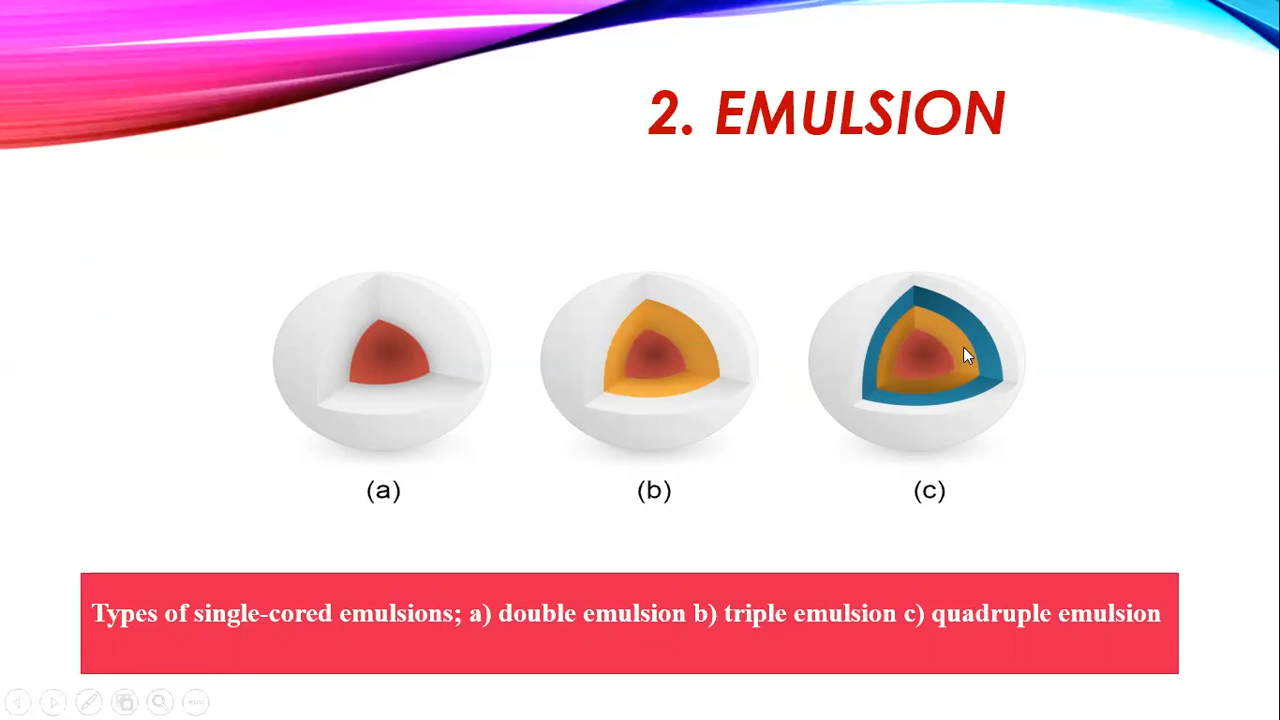 2. EMULSION
(a)
(b)
(c)
Types of single-cored emulsions; a) double emulsion b) triple emulsion c) quadruple emulsion